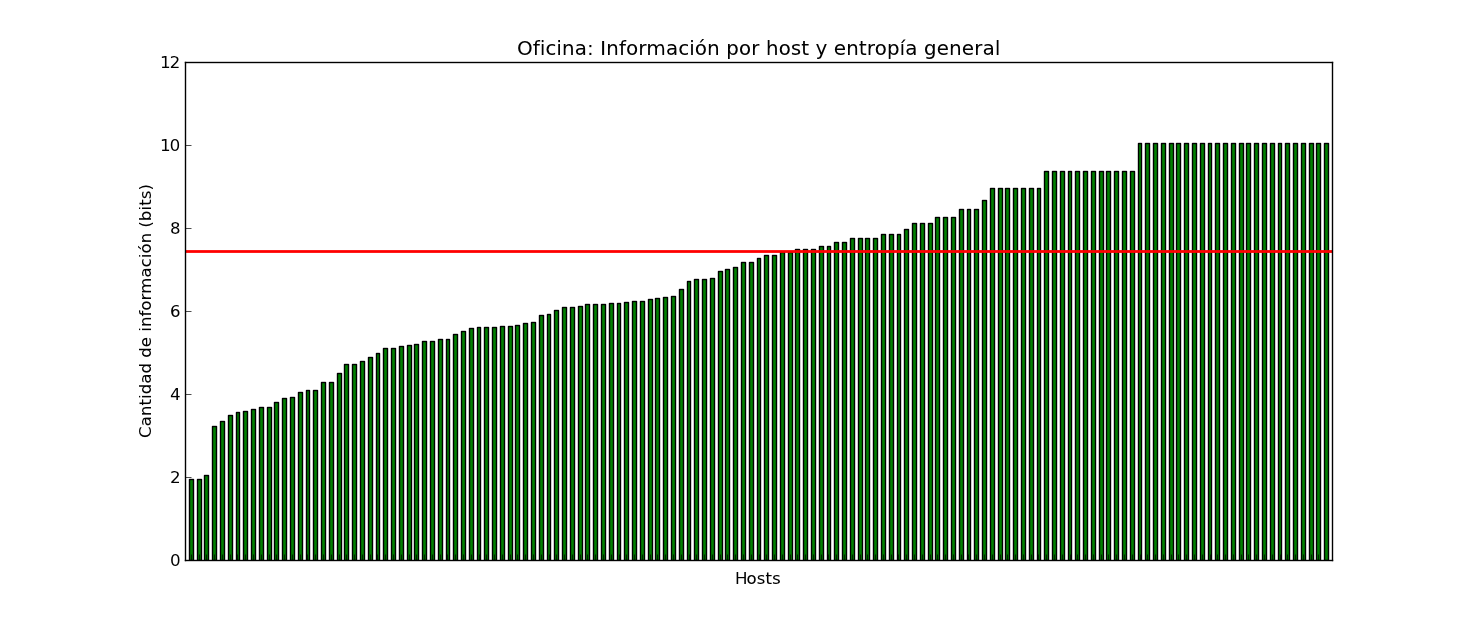 Oficina: Información por host y entropía general
12
10
8
6
4
2
0
Cantidad de información (bits)
Hosts